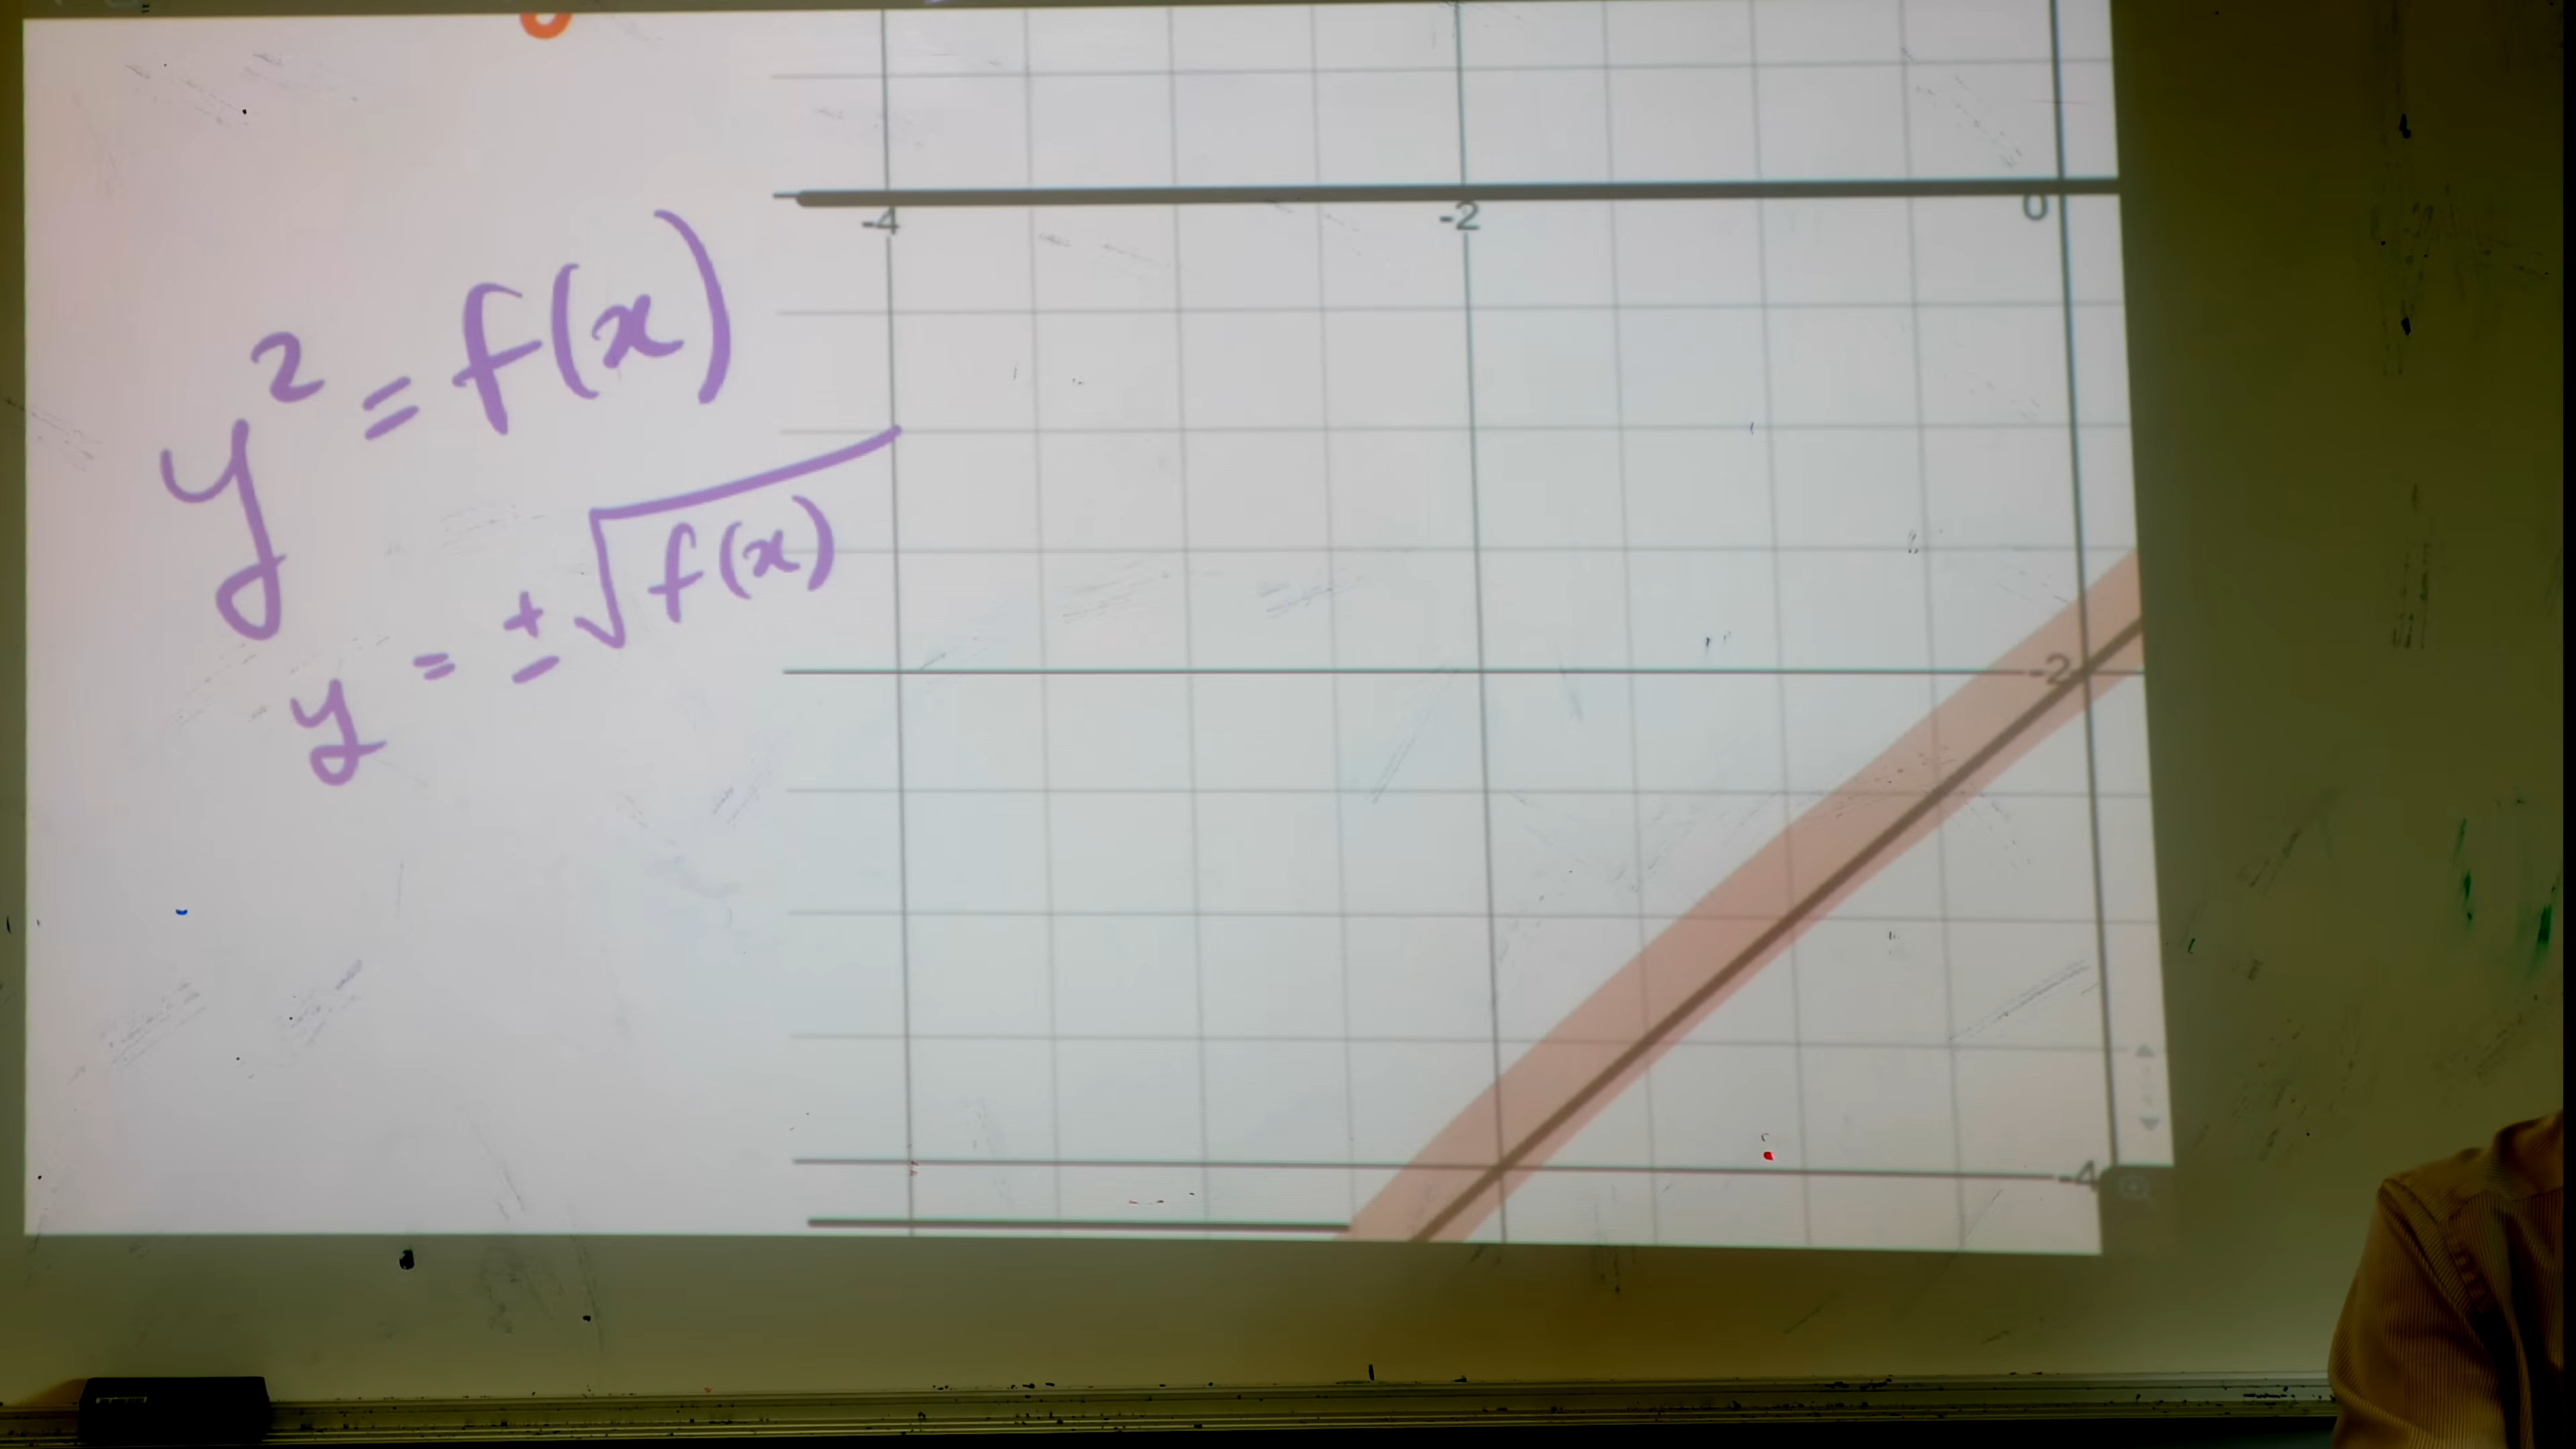 y² = f(x)
y = ±√f(x)
-4
-2
0
-2
-4